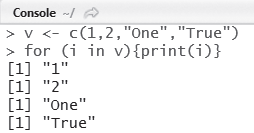 Console ~/
> v <- c(1,2,"One","True")
> for (i in v){print(i)}
[1] "1"
[1] "2"
[1] "One"
[1] "True"